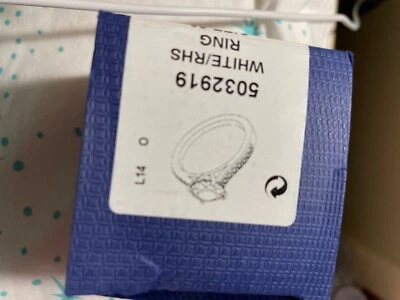 RING
WHITE/RHS
5032919
L14 O